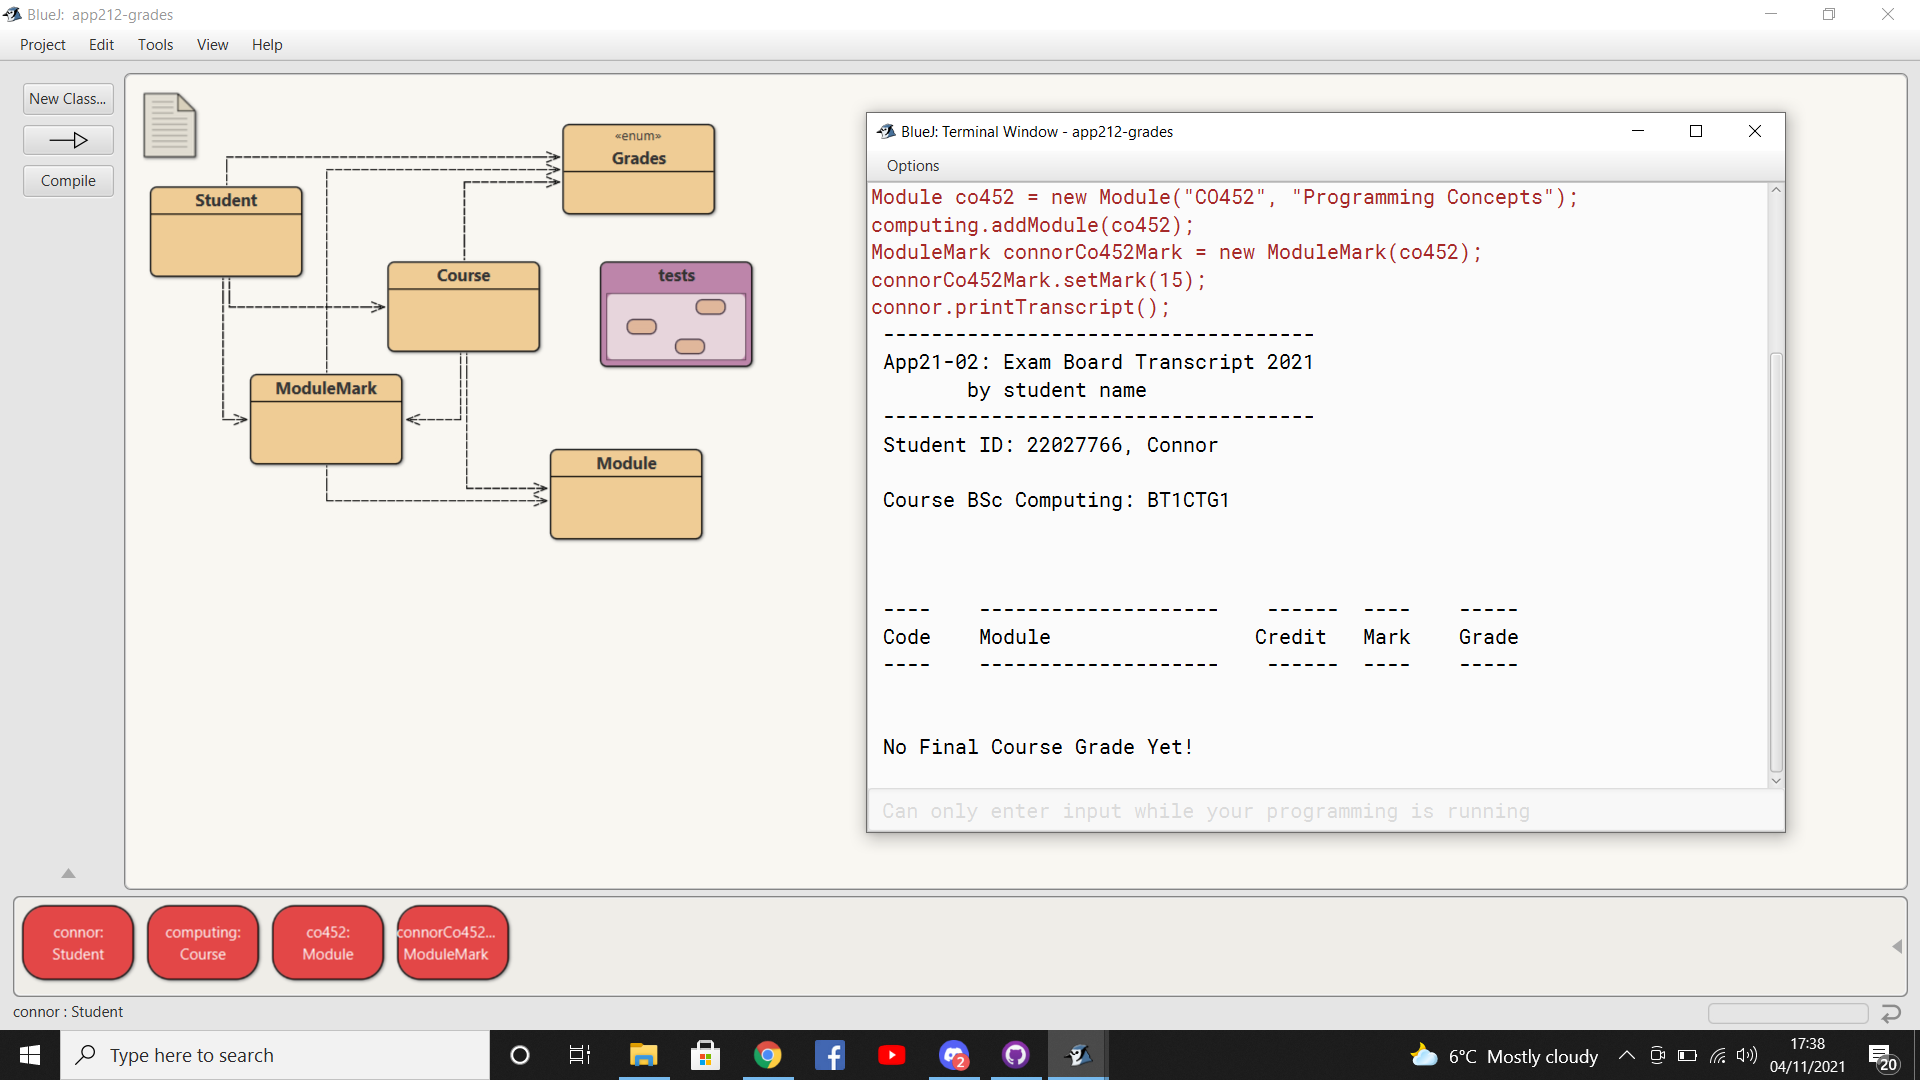 BlueJ: app212-grades
Project Edit Tools View Help
New Class...
Compile
Student
«enum»
Grades
Course
tests
ModuleMark
Module
BlueJ: Terminal Window - app212-grades
Options
Module co452 = new Module("CO452", "Programming Concepts");
computing.addModule(co452);
ModuleMark connorCo452Mark = new ModuleMark(co452);
connorCo452Mark.setMark(15);
connor.printTranscript();
------------------------------------
App21-02: Exam Board Transcript 2021
by student name
------------------------------------
Student ID: 22027766, Connor
Course BSc Computing: BT1CTG1
---- -------------------- ------ ---- -----
Code Module Credit Mark Grade
---- -------------------- ------ ---- -----
No Final Course Grade Yet!
Can only enter input while your programming is running
connor:
Student
computing:
Course
co452:
Module
connorCo452...
ModuleMark
connor : Student
Type here to search
2
6°C Mostly cloudy
17:38
04/11/2021
20